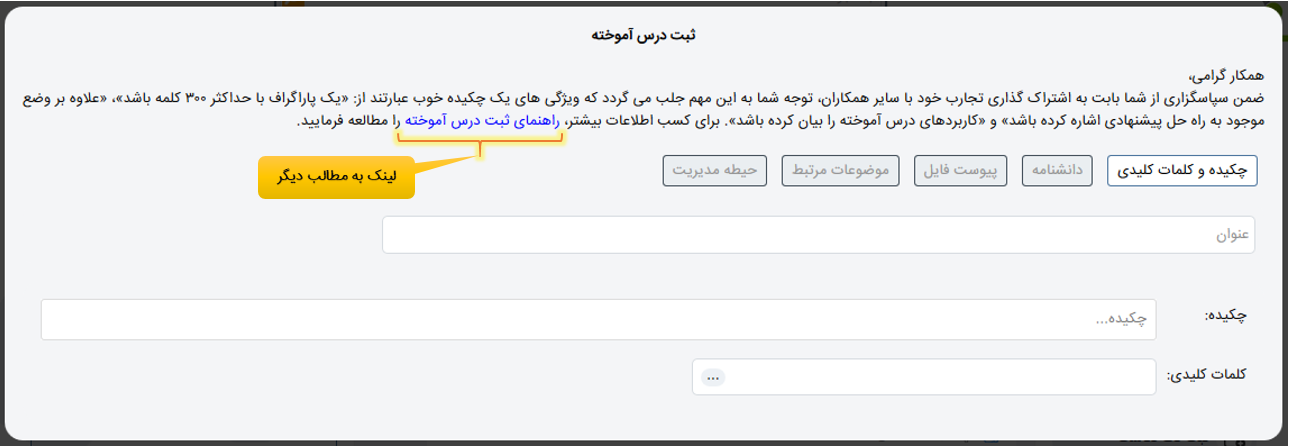 ثبت درس آموخته
همکار گرامی،
ضمن سپاسگزاری از شما بابت به اشتراک گذاری تجارب خود با سایر همکاران، توجه شما به این مهم جلب می گردد که ویژگی های یک چکیده خوب عبارتند از: «یک پاراگراف با حداکثر ۳۰۰ کلمه باشد»، «علاوه بر وضع
موجود به راه حل پیشنهادی اشاره کرده باشد» و «کاربردهای درس آموخته را بیان کرده باشد». برای کسب اطلاعات بیشتر، راهنمای ثبت درس آموخته را مطالعه فرمایید.
لینک به مطالب دیگر
چکیده و کلمات کلیدی دانشنامه پیوست فایل موضوعات مرتبط حیطه مدیریت
عنوان
چکیده: چکیده...
کلمات کلیدی: ...